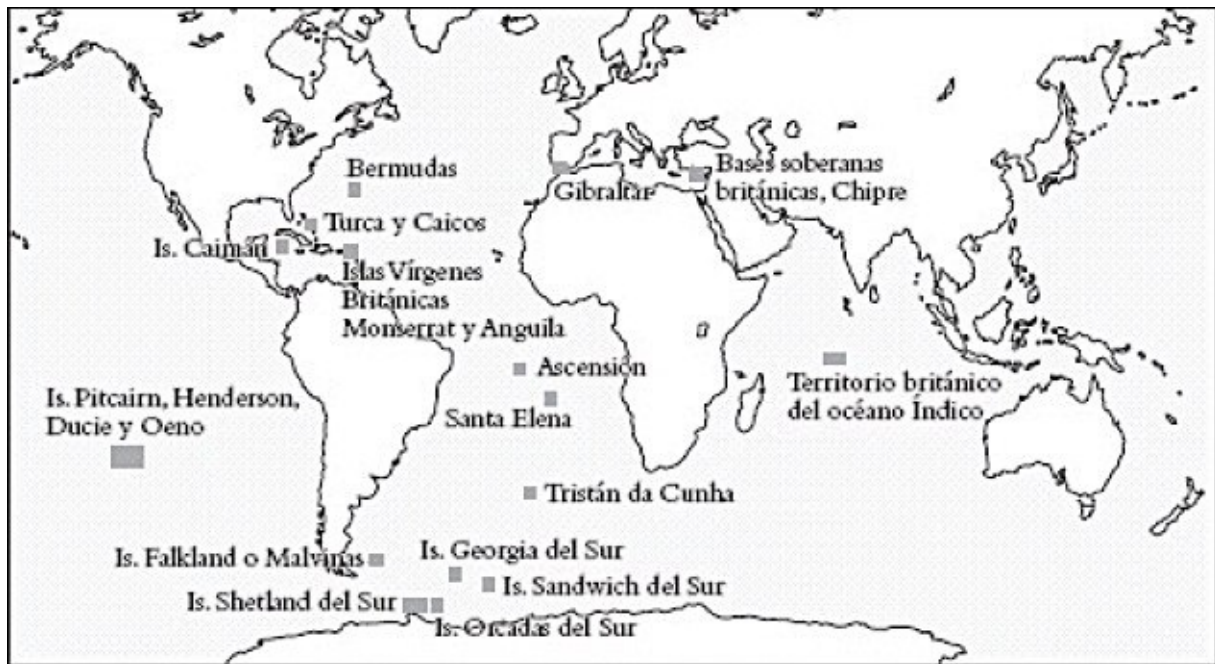 Bermudas
Turca y Caicos
Is. Caimán
Islas Vírgenes
Británicas
Monserrat y Anguila
Gibraltar
Bases soberanas
británicas, Chipre
Ascensión
Santa Elena
Territorio británico
del océano Índico
Is. Pitcairn, Henderson,
Ducie y Oeno
Tristán da Cunha
Is. Falkland o Malvinas
Is. Georgia del Sur
Is. Sandwich del Sur
Is. Shetland del Sur
Is. Orcadas del Sur